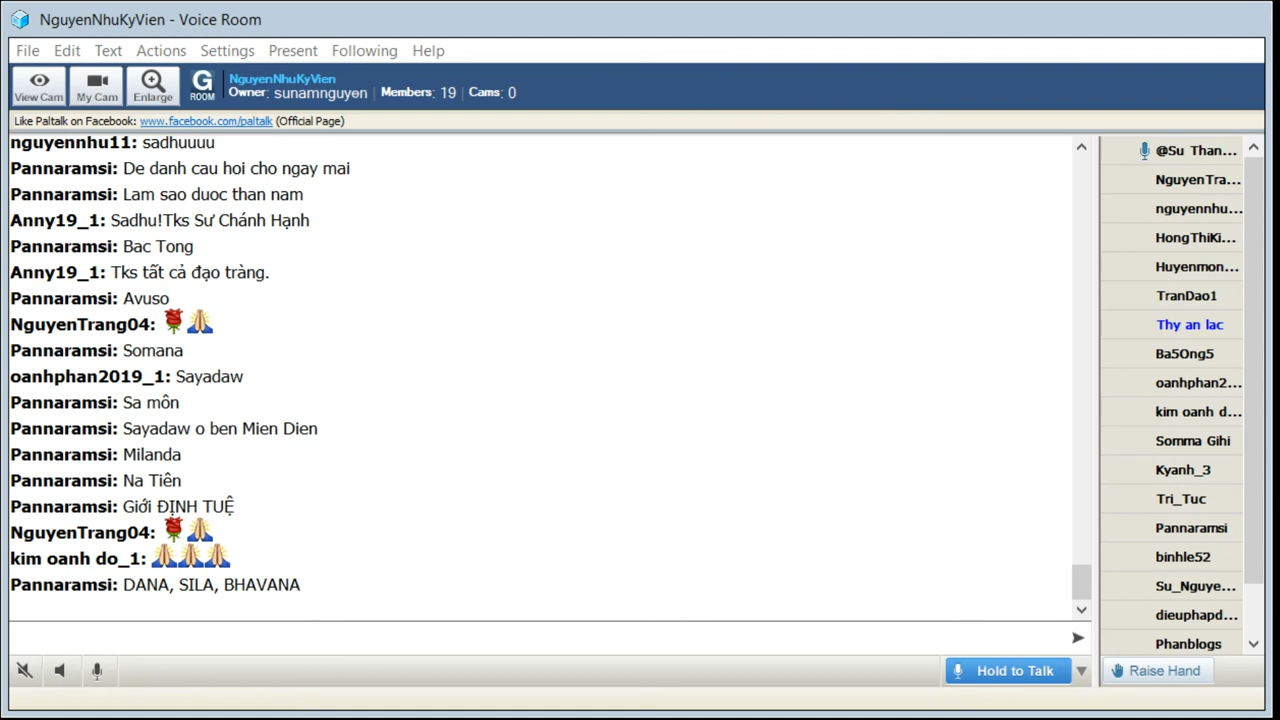 NguyenNhuKyVien - Voice Room
File Edit Text Actions Settings Present Following Help
View Cam My Cam Enlarge G ROOM
NguyenNhuKyVien
Owner: sunamnguyen | Members: 19 | Cams: 0
Like Paltalk on Facebook: www.facebook.com/paltalk (Official Page)
nguyennhu11: sadhuuuu
Pannaramsi: De danh cau hoi cho ngay mai
Pannaramsi: Lam sao duoc than nam
Anny19_1: Sadhu!Tks Sư Chánh Hạnh
Pannaramsi: Bac Tong
Anny19_1: Tks tất cả đạo tràng.
Pannaramsi: Avuso
NguyenTrang04:
Pannaramsi: Somana
oanhphan2019_1: Sayadaw
Pannaramsi: Sa môn
Pannaramsi: Sayadaw o ben Mien Dien
Pannaramsi: Milanda
Pannaramsi: Na Tiên
Pannaramsi: Giới ĐỊNH TUỆ
NguyenTrang04:
kim oanh do_1:
Pannaramsi: DANA, SILA, BHAVANA
@Su Than...
NguyenTra...
nguyennhu...
HongThiKi...
Huyenmon...
TranDao1
Thy an lac
Ba5Ong5
oanhphan2...
kim oanh d...
Somma Gihi
Kyanh_3
Tri_Tuc
Pannaramsi
binhle52
Su_Nguye...
dieuphapd...
Phanblogs
Hold to Talk
Raise Hand